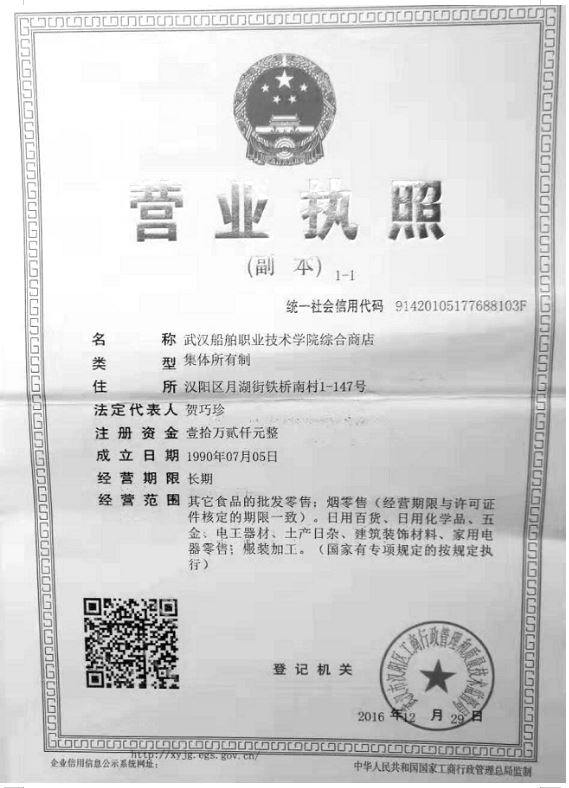 营业执照
(副 本) 1-1
统一社会信用代码 91420105177688103F
名 称 武汉船舶职业技术学院综合商店
类 型 集体所有制
住 所 汉阳区月湖街铁桥南村1-147号
法定代表人 贺巧珍
注册资金 壹拾万贰仟元整
成立日期 1990年07月05日
经营期限 长期
经营范围 其它食品的批发零售；烟零售（经营期限与许可证
件核定的期限一致）。日用百货、日用化学品、五
金、电工器材、土产日杂、建筑装饰材料、家用电
器零售；服装加工。（国家有专项规定的按规定执
行）
登记机关
2016 年12 月 29 日
http://xyjg.egs.gov.cn/
企业信用信息公示系统网址：
中华人民共和国国家工商行政管理总局监制